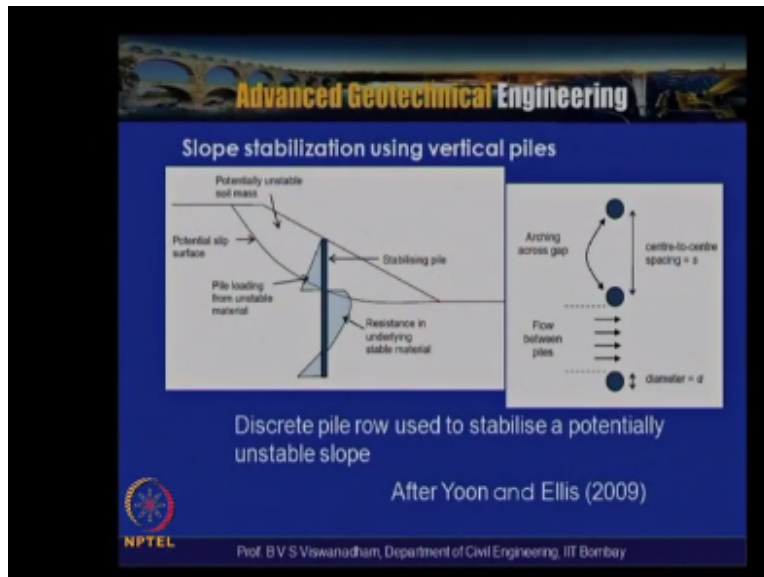 Advanced Geotechnical Engineering
Slope stabilization using vertical piles
Potentially unstable
soil mass
Potential slip
surface
Stabilising pile
Pile loading
from unstable
material
Resistance in
underlying
stable material
Arching
across gap
centre-to-centre
spacing = s
Flow
between
piles
diameter = d
Discrete pile row used to stabilise a potentially
unstable slope
After Yoon and Ellis (2009)
NPTEL
Prof. B V S Viswanadham, Department of Civil Engineering, IIT Bombay